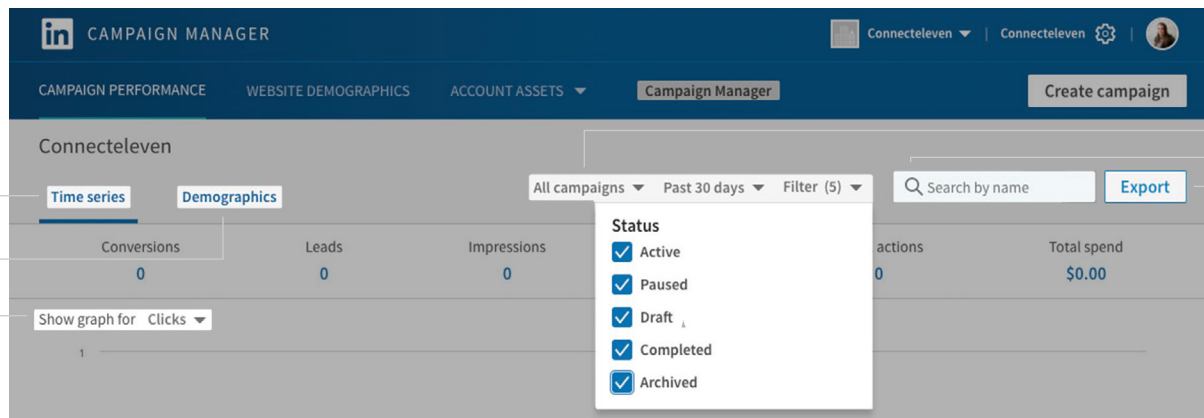 in CAMPAIGN MANAGER
Connecteleven
Connecteleven
CAMPAIGN PERFORMANCE
WEBSITE DEMOGRAPHICS
ACCOUNT ASSETS
Campaign Manager
Create campaign
Connecteleven
Time series
Demographics
All campaigns
Past 30 days
Filter (5)
Search by name
Export
Status
Active
Paused
Draft
Completed
Archived
Conversions
0
Leads
0
Impressions
0
actions
0
Total spend
$0.00
Show graph for Clicks
1